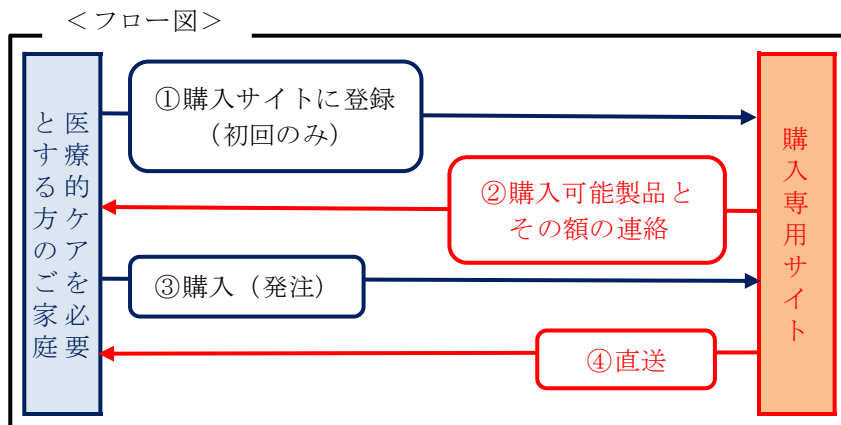 ＜フロー図＞
医療的ケアを必要
とする方のご家庭
①購入サイトに登録
（初回のみ）
②購入可能製品と
その額の連絡
③購入（発注）
④直送
購入専用サイト